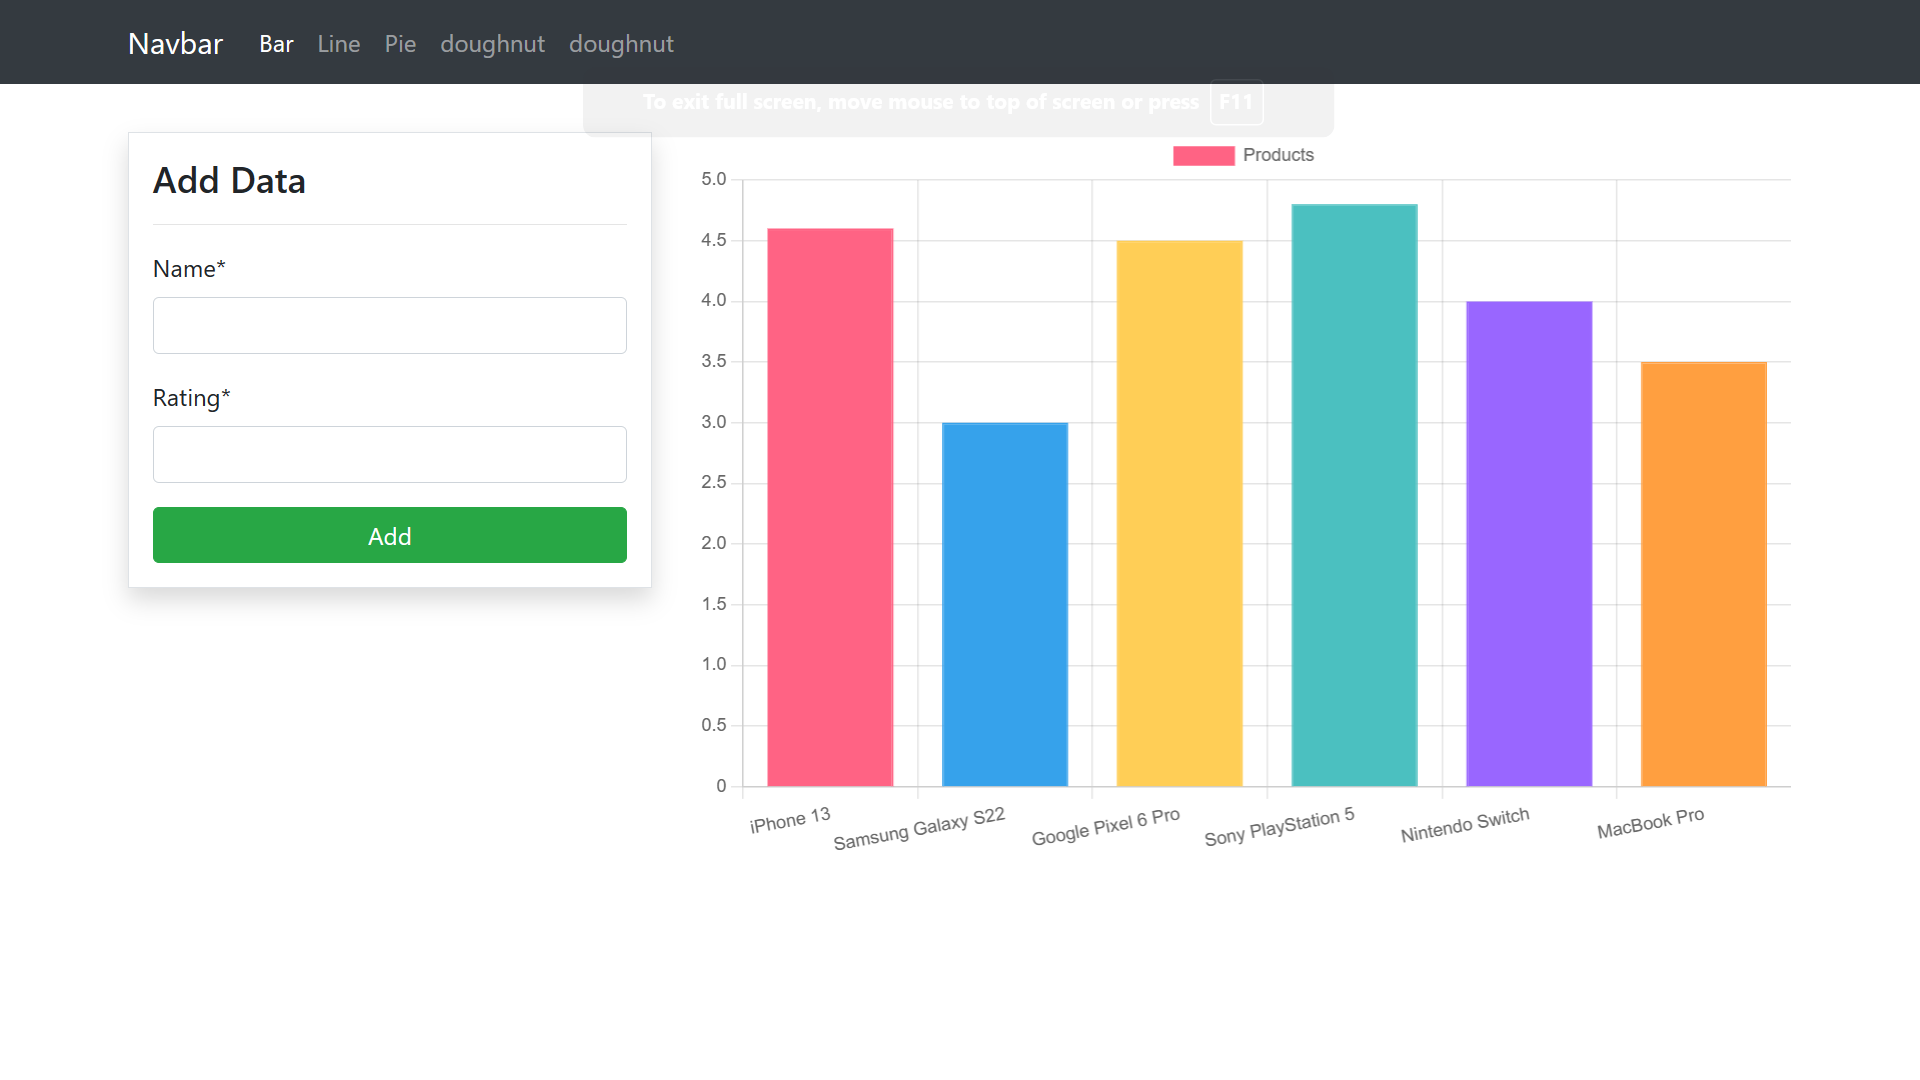 Navbar Bar Line Pie doughnut doughnut
To exit full screen, move mouse to top of screen or press F11
Add Data
Name*
Rating*
Add
Products
5.0
4.5
4.0
3.5
3.0
2.5
2.0
1.5
1.0
0.5
0
iPhone 13
Samsung Galaxy S22
Google Pixel 6 Pro
Sony PlayStation 5
Nintendo Switch
MacBook Pro